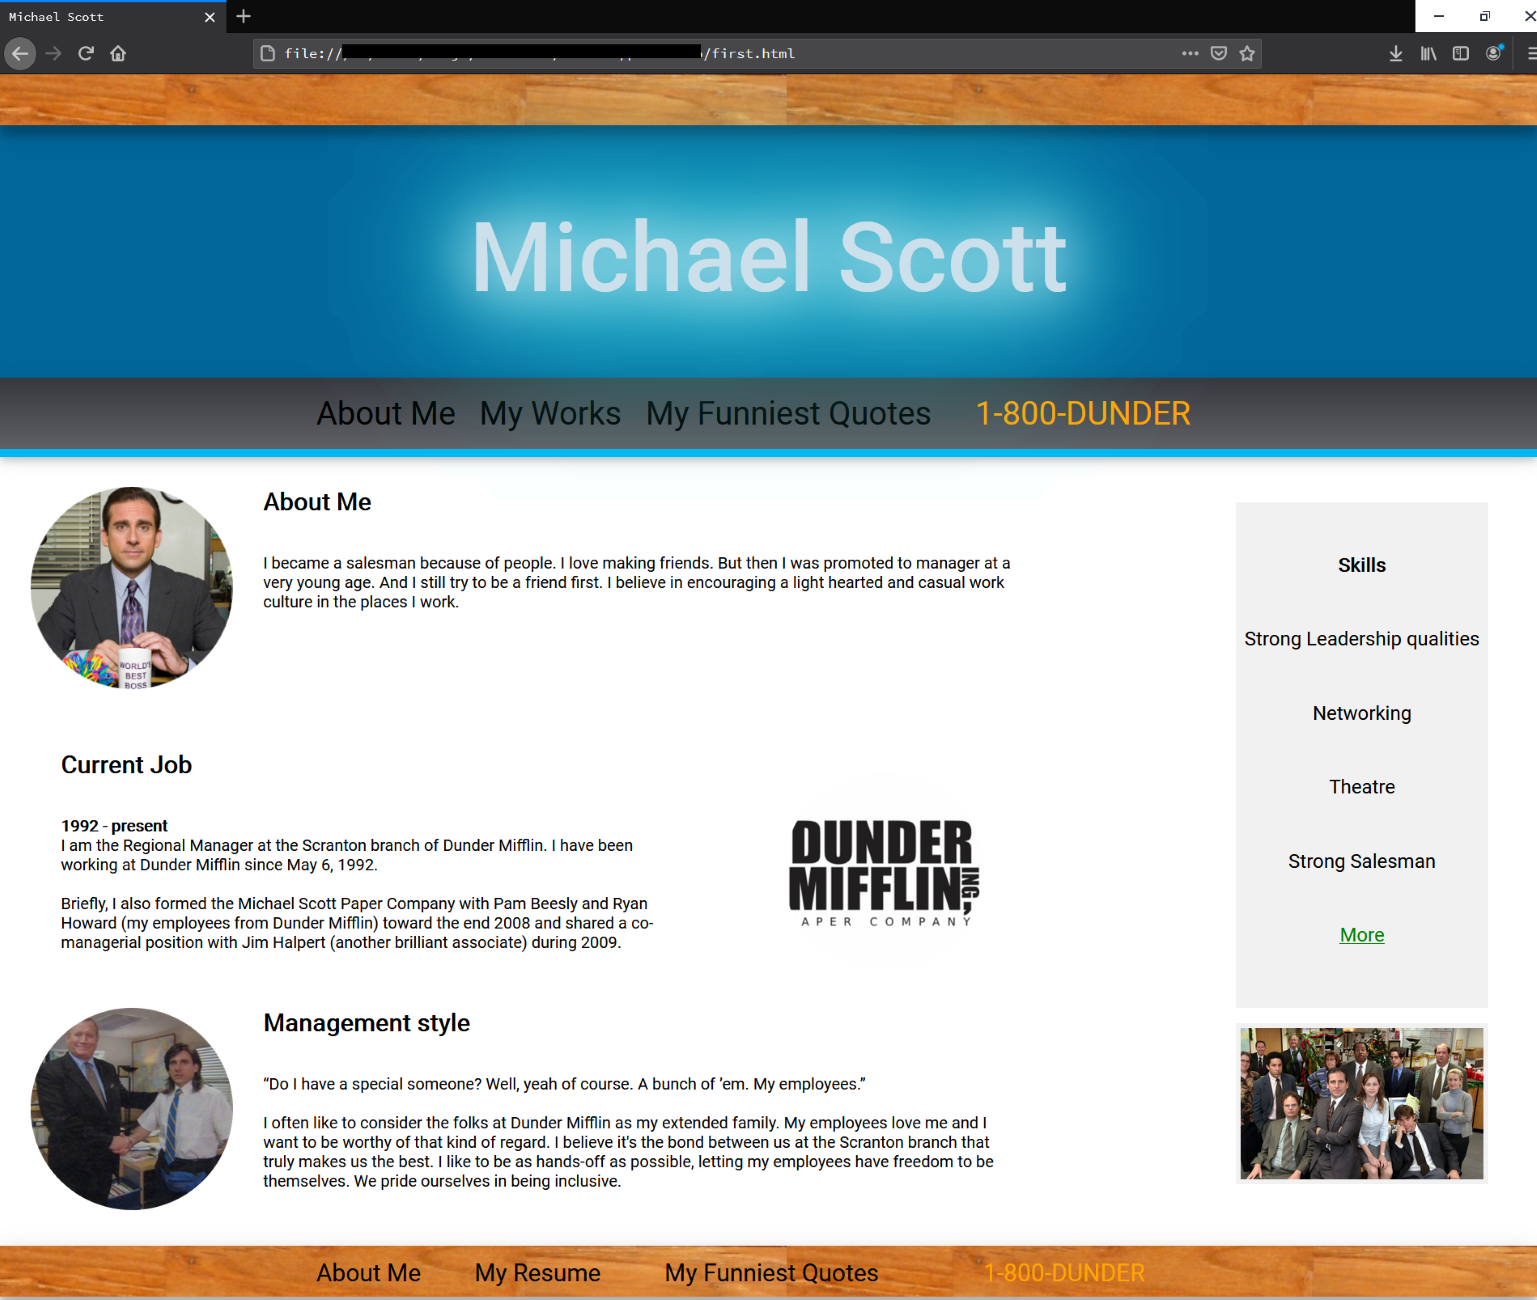 Michael Scott
file:// /first.html
Michael Scott
About Me My Works My Funniest Quotes 1-800-DUNDER
About Me
I became a salesman because of people. I love making friends. But then I was promoted to manager at a
very young age. And I still try to be a friend first. I believe in encouraging a light hearted and casual work
culture in the places I work.
WORLD'S
BEST
BOSS
Current Job
1992 - present
I am the Regional Manager at the Scranton branch of Dunder Mifflin. I have been
working at Dunder Mifflin since May 6, 1992.
Briefly, I also formed the Michael Scott Paper Company with Pam Beesly and Ryan
Howard (my employees from Dunder Mifflin) toward the end 2008 and shared a co-
managerial position with Jim Halpert (another brilliant associate) during 2009.
DUNDER
MIFFLIN, INC
APER COMPANY
Management style
“Do I have a special someone? Well, yeah of course. A bunch of ’em. My employees.”
I often like to consider the folks at Dunder Mifflin as my extended family. My employees love me and I
want to be worthy of that kind of regard. I believe it's the bond between us at the Scranton branch that
truly makes us the best. I like to be as hands-off as possible, letting my employees have freedom to be
themselves. We pride ourselves in being inclusive.
Skills
Strong Leadership qualities
Networking
Theatre
Strong Salesman
More
About Me My Resume My Funniest Quotes 1-800-DUNDER